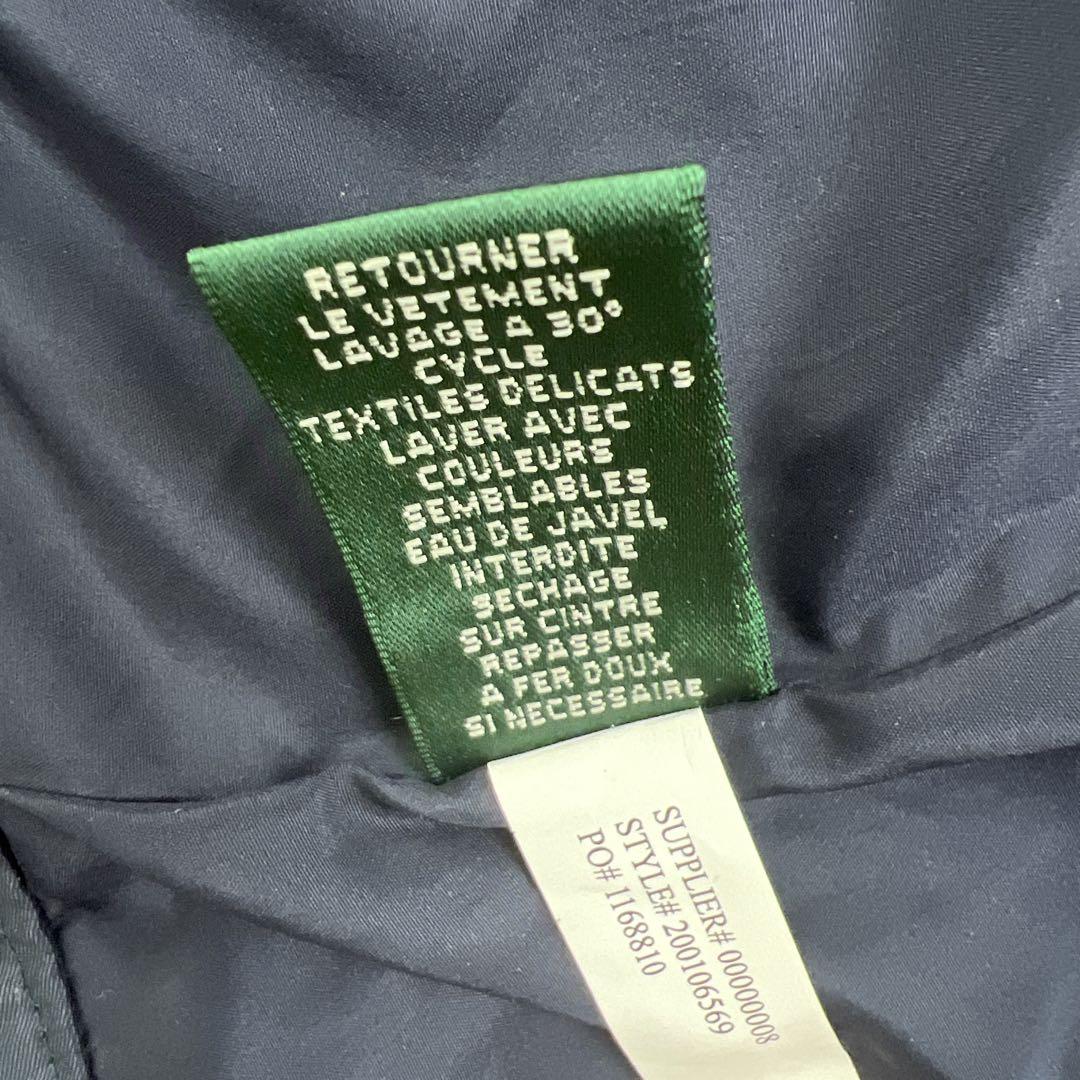 RETOURNER
LE VETEMENT
LAVAGE A 30°
CYCLE
TEXTILES DELICATS
LAVER AVEC
COULEURS
SEMBLABLES
EAU DE JAVEL
INTERDITE
SECHAGE
SUR CINTRE
REPASSER
A FER DOUX
SI NECESSAIRE
SUPPLIER# 00000008
STYLE# 200106569
PO# 1168810